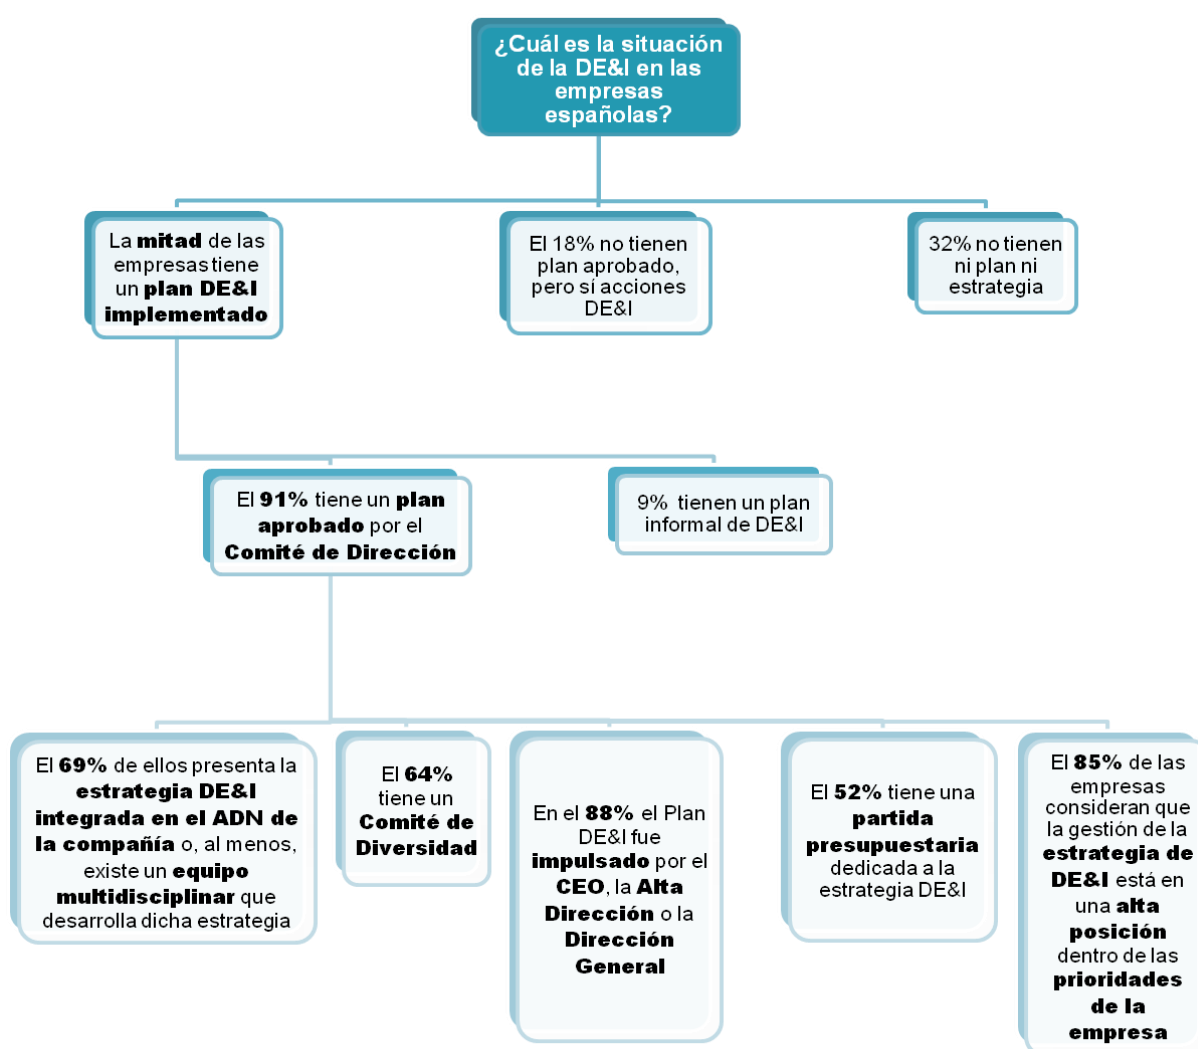 ¿Cuál es la situación
de la DE&I en las
empresas
españolas?
La mitad de las
empresas tiene
un plan DE&I
implementado
El 18% no tienen
plan aprobado,
pero sí acciones
DE&I
32% no tienen
ni plan ni
estrategia
El 91% tiene un plan
aprobado por el
Comité de Dirección
9% tienen un plan
informal de DE&I
El 69% de ellos presenta la
estrategia DE&I
integrada en el ADN de
la compañía o, al menos,
existe un equipo
multidisciplinar que
desarrolla dicha estrategia
El 64%
tiene un
Comité de
Diversidad
En el 88% el Plan
DE&I fue
impulsado por el
CEO, la Alta
Dirección o la
Dirección
General
El 52% tiene una
partida
presupuestaria
dedicada a la
estrategia DE&I
El 85% de las
empresas
consideran que
la gestión de la
estrategia de
DE&I está en
una alta
posición
dentro de las
prioridades
de la
empresa